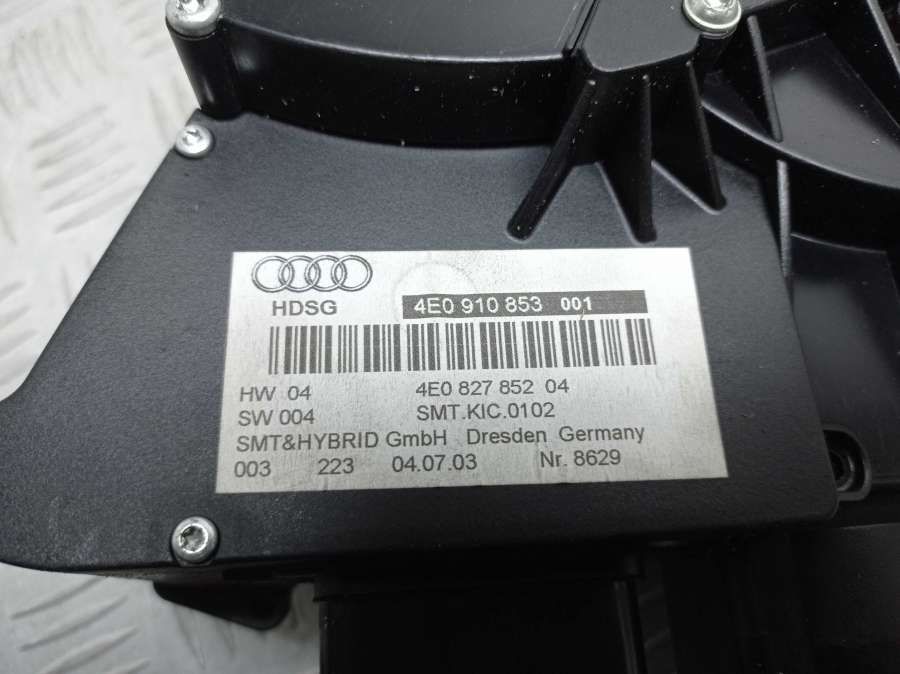 HDSG 4E0 910 853 001
HW 04 4E0 827 852 04
SW 004 SMT.KIC.0102
SMT&HYBRID GmbH Dresden Germany
003 223 04.07.03 Nr. 8629